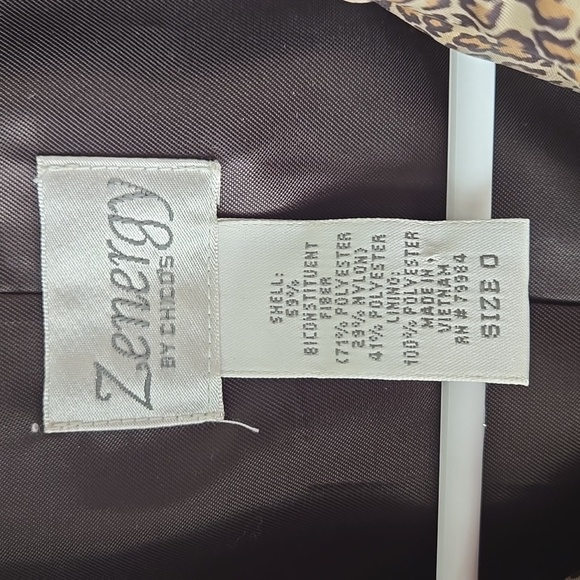 Zenergy
BY CHICO'S
SHELL:
59%
BICONSTITUENT
FIBER
(71% POLYESTER
29% NYLON)
41% POLYESTER
LINING:
100% POLYESTER
MADE IN
VIETNAM
RN# 79984
SIZE 0